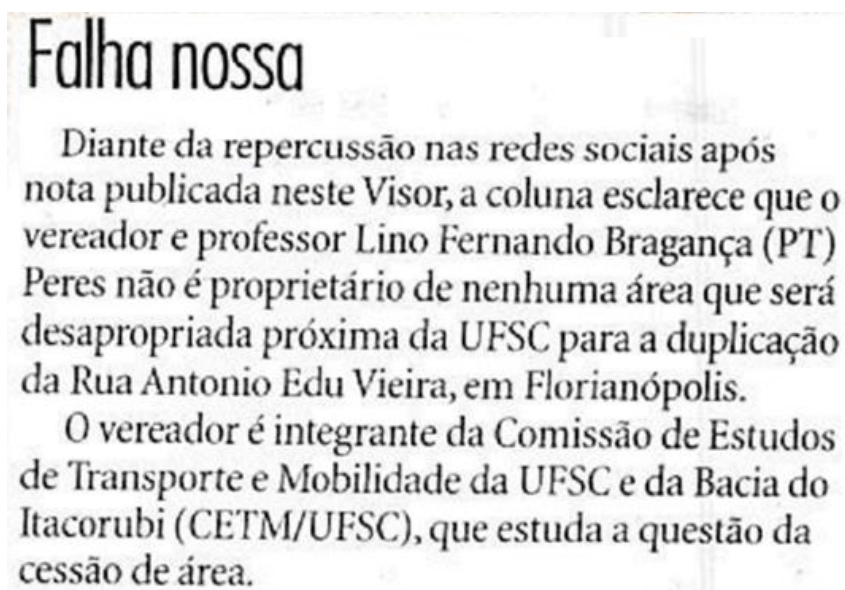 Falha nossa
Diante da repercussão nas redes sociais após
nota publicada neste Visor, a coluna esclarece que o
vereador e professor Lino Fernando Bragança (PT)
Peres não é proprietário de nenhuma área que será
desapropriada próxima da UFSC para a duplicação
da Rua Antonio Edu Vieira, em Florianópolis.
O vereador é integrante da Comissão de Estudos
de Transporte e Mobilidade da UFSC e da Bacia do
Itacorubi (CETM/UFSC), que estuda a questão da
cessão de área.